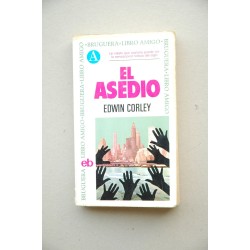 BRUGUERA-LIBRO AMIGO
A
EL
ASEDIO
EDWIN CORLEY
eb
BRUGUERA-LIBRO AMIGO